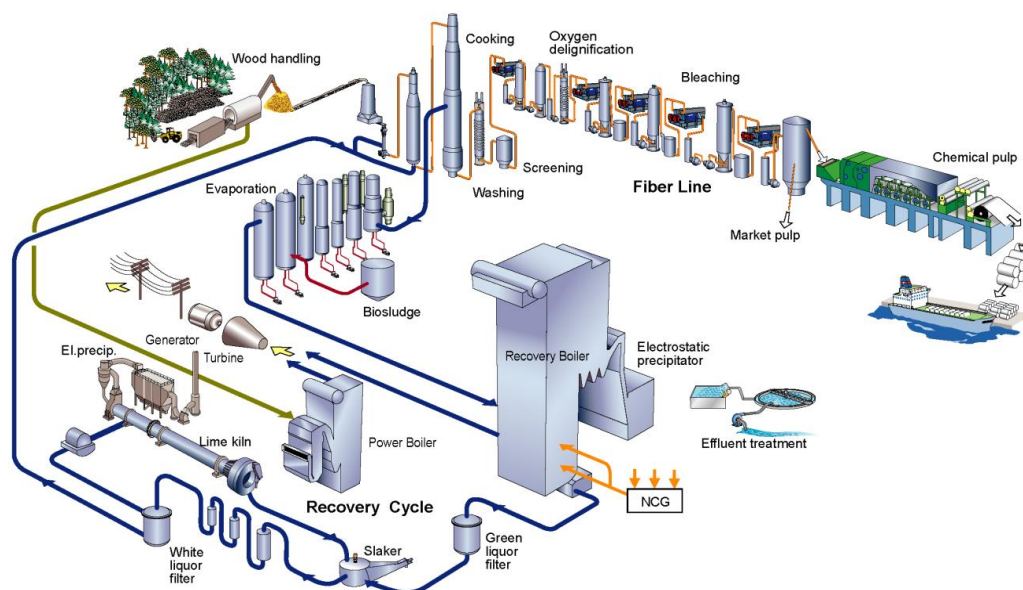 Wood handling
Cooking
Oxygen
delignification
Bleaching
Chemical pulp
Screening
Washing
Fiber Line
Market pulp
Evaporation
Biosludge
Generator
Turbine
El.precip.
Recovery Boiler
Electrostatic
precipitator
Effluent treatment
Lime kiln
Power Boiler
NCG
Recovery Cycle
White
liquor
filter
Slaker
Green
liquor
filter